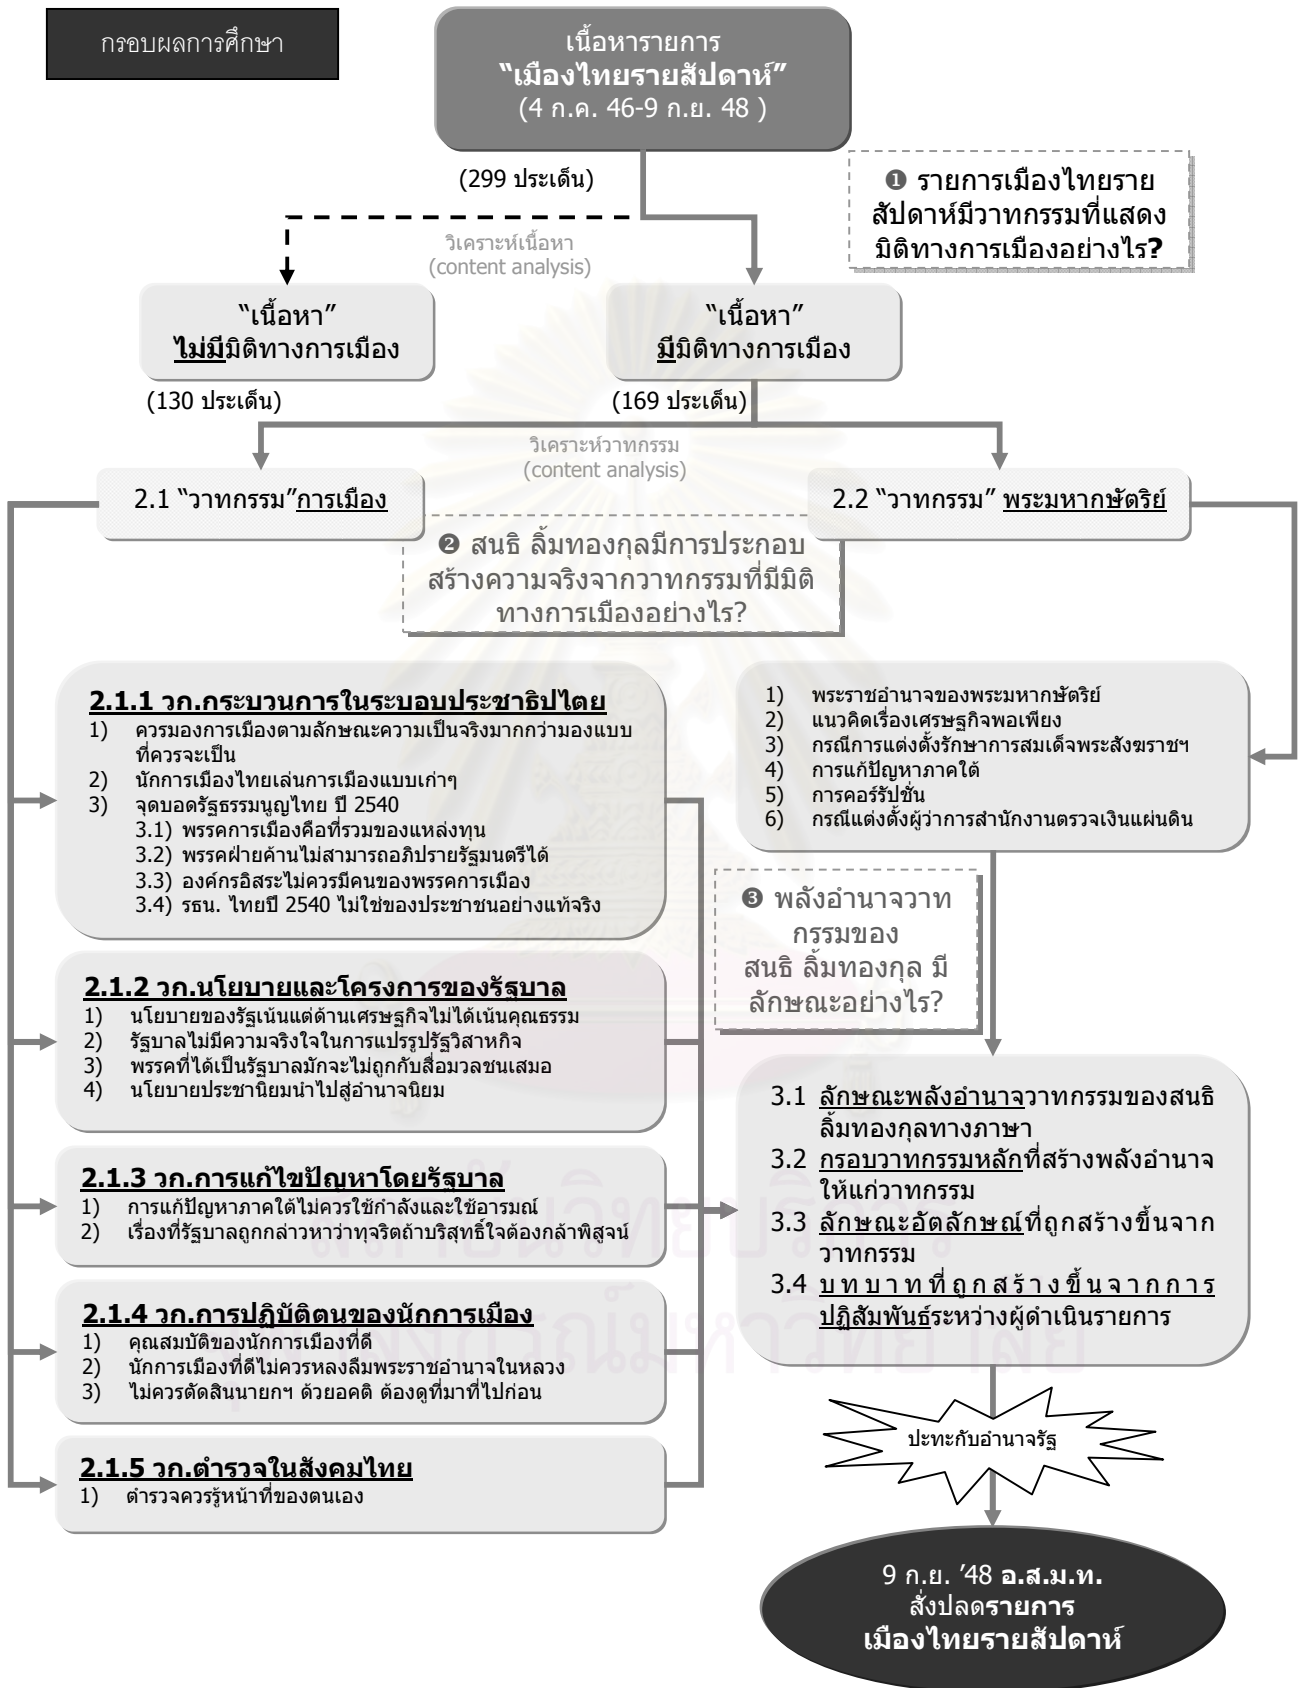 กรอบผลการศึกษา
เนื้อหารายการ
“เมืองไทยรายสัปดาห์”
(4 ก.ค. 46-9 ก.ย. 48 )
(299 ประเด็น)
❶ รายการเมืองไทยราย
สัปดาห์มีวาทกรรมที่แสดง
มิติทางการเมืองอย่างไร?
วิเคราะห์เนื้อหา
(content analysis)
“เนื้อหา”
ไม่มีมิติทางการเมือง
“เนื้อหา”
มีมิติทางการเมือง
(130 ประเด็น)
(169 ประเด็น)
วิเคราะห์วาทกรรม
(content analysis)
2.1 “วาทกรรม”การเมือง
2.2 “วาทกรรม” พระมหากษัตริย์
❷ สนธิ ลิ้มทองกุลมีการประกอบ
สร้างความจริงจากวาทกรรมที่มีมิติ
ทางการเมืองอย่างไร?
2.1.1 วก.กระบวนการในระบอบประชาธิปไตย
1) ควรมองการเมืองตามลักษณะความเป็นจริงมากกว่ามองแบบ
ที่ควรจะเป็น
2) นักการเมืองไทยเล่นการเมืองแบบเก่าๆ
3) จุดบอดรัฐธรรมนูญไทย ปี 2540
3.1) พรรคการเมืองคือที่รวมของแหล่งทุน
3.2) พรรคฝ่ายค้านไม่สามารถอภิปรายรัฐมนตรีได้
3.3) องค์กรอิสระไม่ควรมีคนของพรรคการเมือง
3.4) รธน. ไทยปี 2540 ไม่ใช่ของประชาชนอย่างแท้จริง
1) พระราชอำนาจของพระมหากษัตริย์
2) แนวคิดเรื่องเศรษฐกิจพอเพียง
3) กรณีการแต่งตั้งรักษาการสมเด็จพระสังฆราชฯ
4) การแก้ปัญหาภาคใต้
5) การคอร์รัปชั่น
6) กรณีแต่งตั้งผู้ว่าการสำนักงานตรวจเงินแผ่นดิน
❸ พลังอำนาจวาท
กรรมของ
สนธิ ลิ้มทองกุล มี
ลักษณะอย่างไร?
2.1.2 วก.นโยบายและโครงการของรัฐบาล
1) นโยบายของรัฐเน้นแต่ด้านเศรษฐกิจไม่ได้เน้นคุณธรรม
2) รัฐบาลไม่มีความจริงใจในการแปรรูปรัฐวิสาหกิจ
3) พรรคที่ได้เป็นรัฐบาลมักจะไม่ถูกกับสื่อมวลชนเสมอ
4) นโยบายประชานิยมนำไปสู่อำนาจนิยม
2.1.3 วก.การแก้ไขปัญหาโดยรัฐบาล
1) การแก้ปัญหาภาคใต้ไม่ควรใช้กำลังและใช้อารมณ์
2) เรื่องที่รัฐบาลถูกกล่าวหาว่าทุจริตถ้าบริสุทธิ์ใจต้องกล้าพิสูจน์
2.1.4 วก.การปฏิบัติตนของนักการเมือง
1) คุณสมบัติของนักการเมืองที่ดี
2) นักการเมืองที่ดีไม่ควรหลงลืมพระราชอำนาจในหลวง
3) ไม่ควรตัดสินนายกฯ ด้วยอคติ ต้องดูที่มาที่ไปก่อน
2.1.5 วก.ตำรวจในสังคมไทย
1) ตำรวจควรรู้หน้าที่ของตนเอง
3.1 ลักษณะพลังอำนาจวาทกรรมของสนธิ
ลิ้มทองกุลทางภาษา
3.2 กรอบวาทกรรมหลักที่สร้างพลังอำนาจ
ให้แก่วาทกรรม
3.3 ลักษณะอัตลักษณ์ที่ถูกสร้างขึ้นจาก
วาทกรรม
3.4 บทบาทที่ถูกสร้างขึ้นจากการ
ปฏิสัมพันธ์ระหว่างผู้ดำเนินรายการ
ปะทะกับอำนาจรัฐ
9 ก.ย. ’48 อ.ส.ม.ท.
สั่งปลดรายการ
เมืองไทยรายสัปดาห์
สถาบันวิทยบริการ
จุฬาลงกรณ์มหาวิทยาลัย